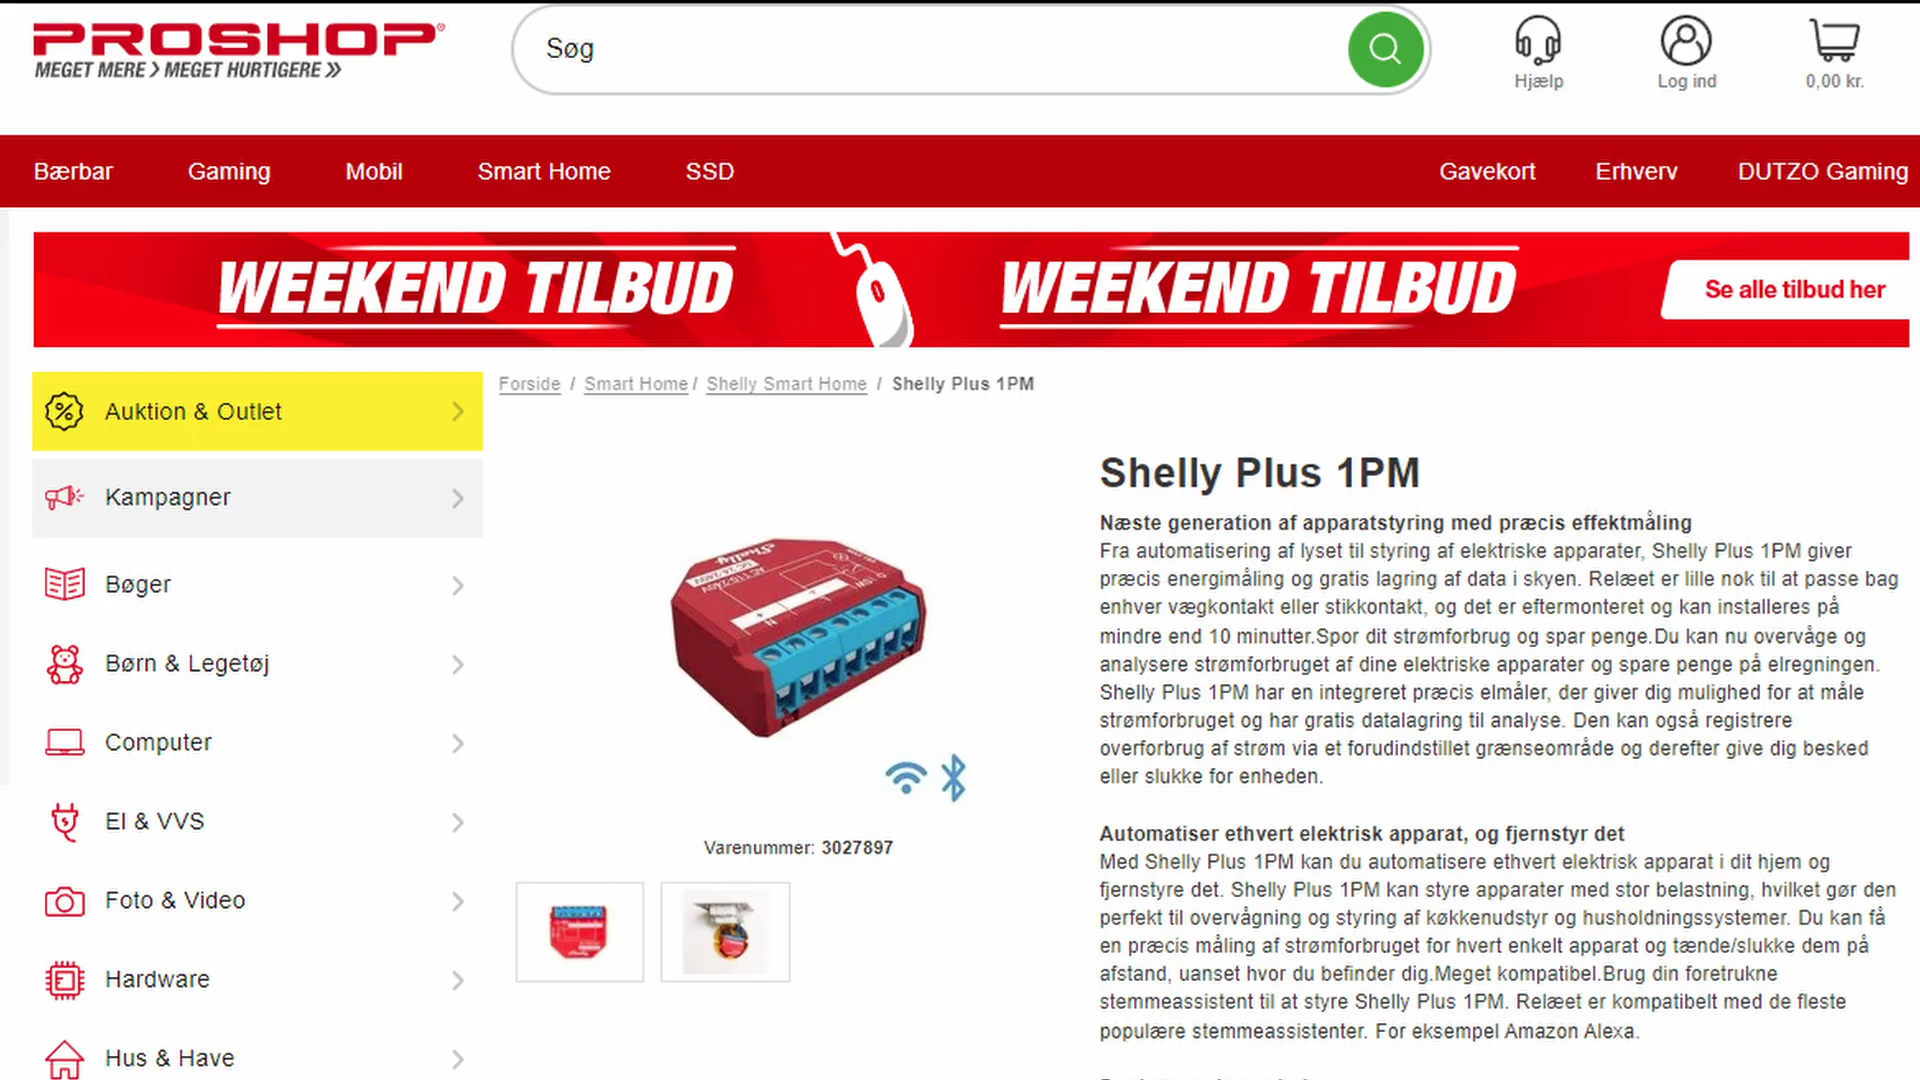 PROSHOP®
MEGET MERE > MEGET HURTIGERE >>
Søg
Hjælp
Log ind
0,00 kr.
Bærbar
Gaming
Mobil
Smart Home
SSD
Gavekort
Erhverv
DUTZO Gaming
WEEKEND TILBUD
WEEKEND TILBUD
Se alle tilbud her
Auktion & Outlet
Kampagner
Bøger
Børn & Legetøj
Computer
El & VVS
Foto & Video
Hardware
Hus & Have
Forside / Smart Home / Shelly Smart Home / Shelly Plus 1PM
Shelly
Varenummer: 3027897
Shelly Plus 1PM
Næste generation af apparatstyring med præcis effektmåling
Fra automatisering af lyset til styring af elektriske apparater, Shelly Plus 1PM giver
præcis energimåling og gratis lagring af data i skyen. Relæet er lille nok til at passe bag
enhver vægkontakt eller stikkontakt, og det er eftermonteret og kan installeres på
mindre end 10 minutter.Spor dit strømforbrug og spar penge.Du kan nu overvåge og
analysere strømforbruget af dine elektriske apparater og spare penge på elregningen.
Shelly Plus 1PM har en integreret præcis elmåler, der giver dig mulighed for at måle
strømforbruget og har gratis datalagring til analyse. Den kan også registrere
overforbrug af strøm via et forudindstillet grænseområde og derefter give dig besked
eller slukke for enheden.
Automatiser ethvert elektrisk apparat, og fjernstyr det
Med Shelly Plus 1PM kan du automatisere ethvert elektrisk apparat i dit hjem og
fjernstyre det. Shelly Plus 1PM kan styre apparater med stor belastning, hvilket gør den
perfekt til overvågning og styring af køkkenudstyr og husholdningssystemer. Du kan få
en præcis måling af strømforbruget for hvert enkelt apparat og tænde/slukke dem på
afstand, uanset hvor du befinder dig.Meget kompatibel.Brug din foretrukne
stemmeassistent til at styre Shelly Plus 1PM. Relæet er kompatibelt med de fleste
populære stemmeassistenter. For eksempel Amazon Alexa.